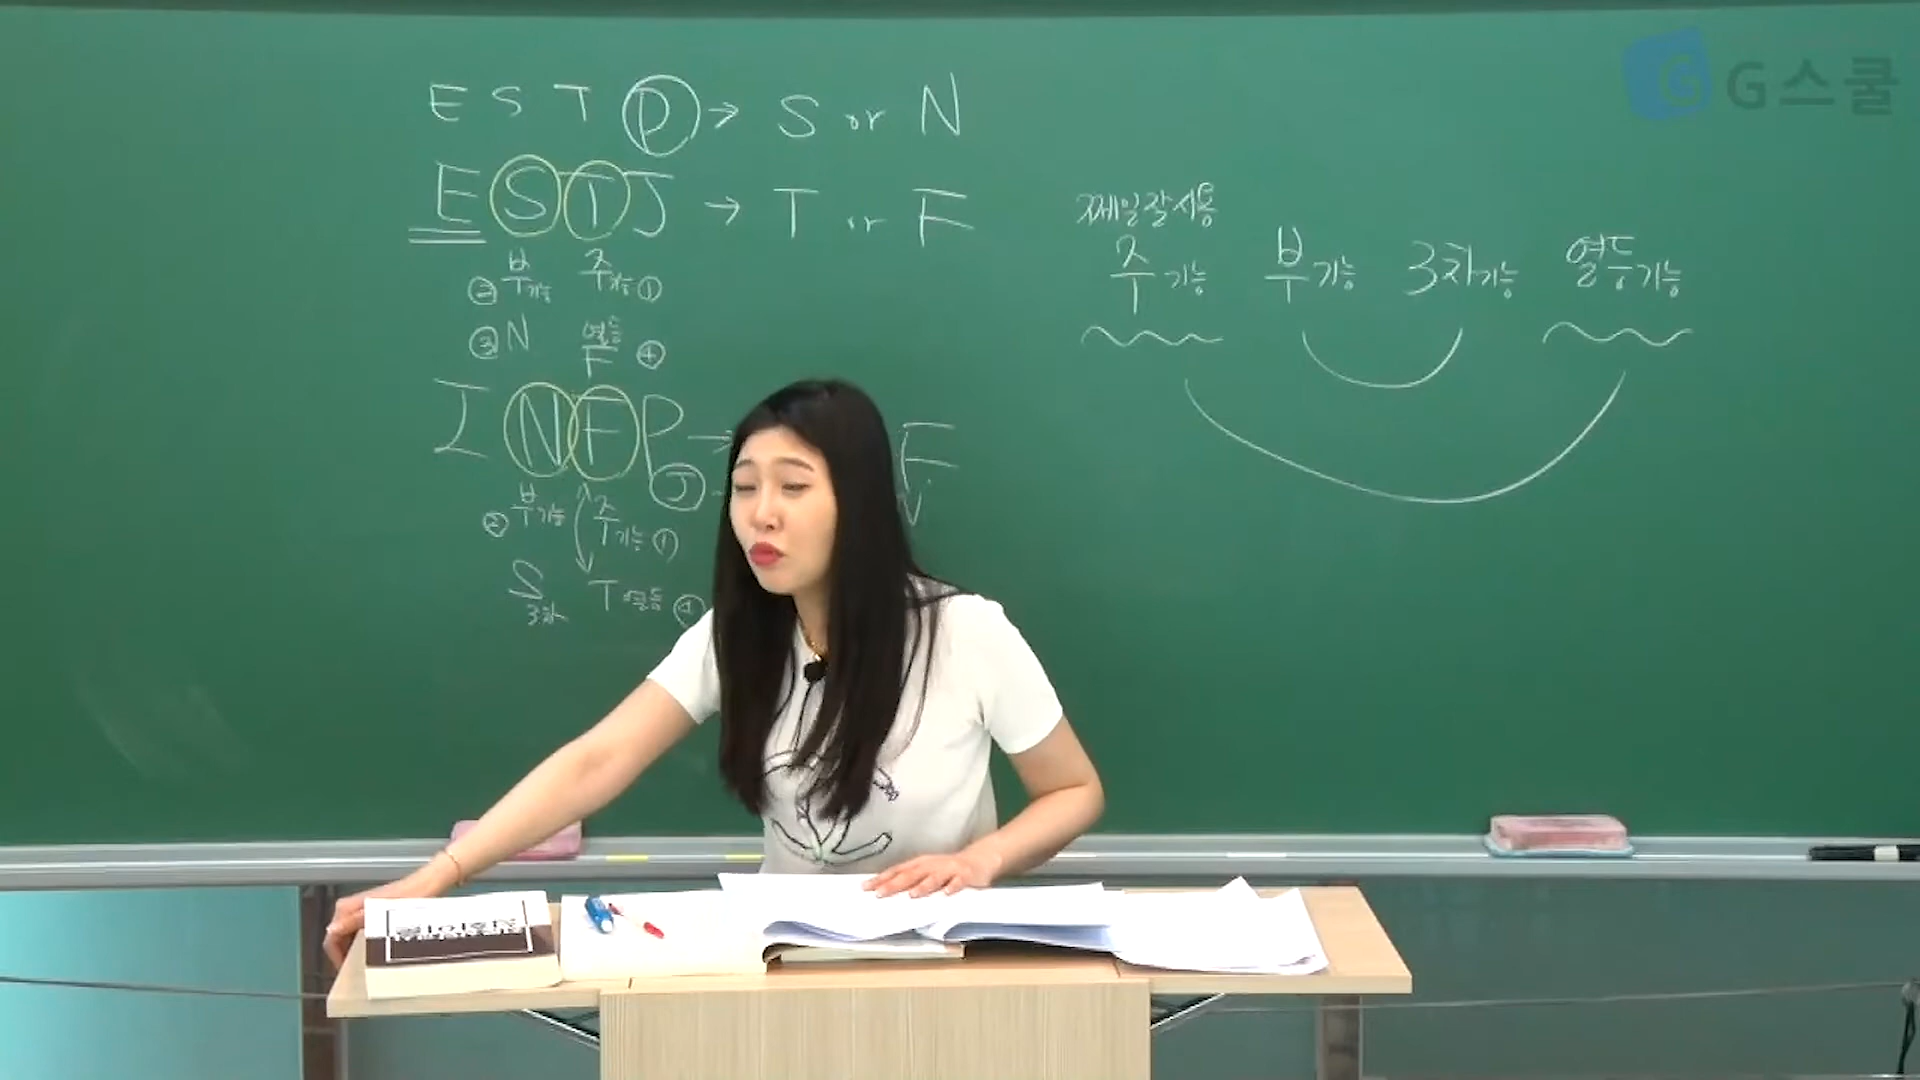 G스쿨
E S T P → S or N
E S T J → T or F
② 부기능 주기능 ①
③ N 열등 F ④
I N F P →
F
J
② 부기능 주기능 ①
S 3차 T 열등 ④
쩨일 잘 사용
주기능 부기능 3차기능 열등기능